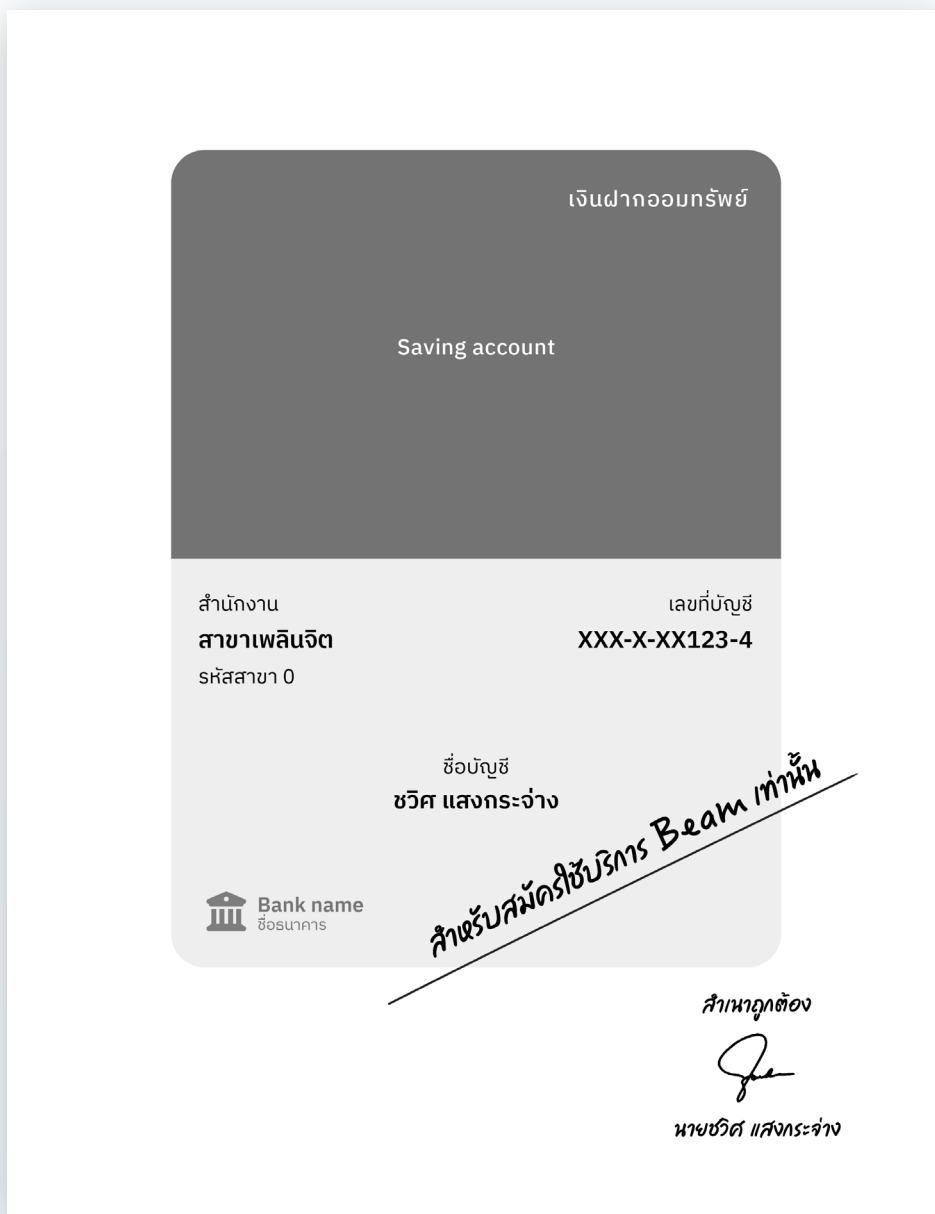 เงินฝากออมทรัพย์
Saving account
สำนักงาน
สาขาเพลินจิต
รหัสสาขา 0
เลขที่บัญชี
XXX-X-XX123-4
ชื่อบัญชี
ชวิศ แสงกระจ่าง
Bank name
ชื่อธนาคาร
สำหรับสมัครใช้บริการ Beam เท่านั้น
สำเนาถูกต้อง
นายชวิศ แสงกระจ่าง